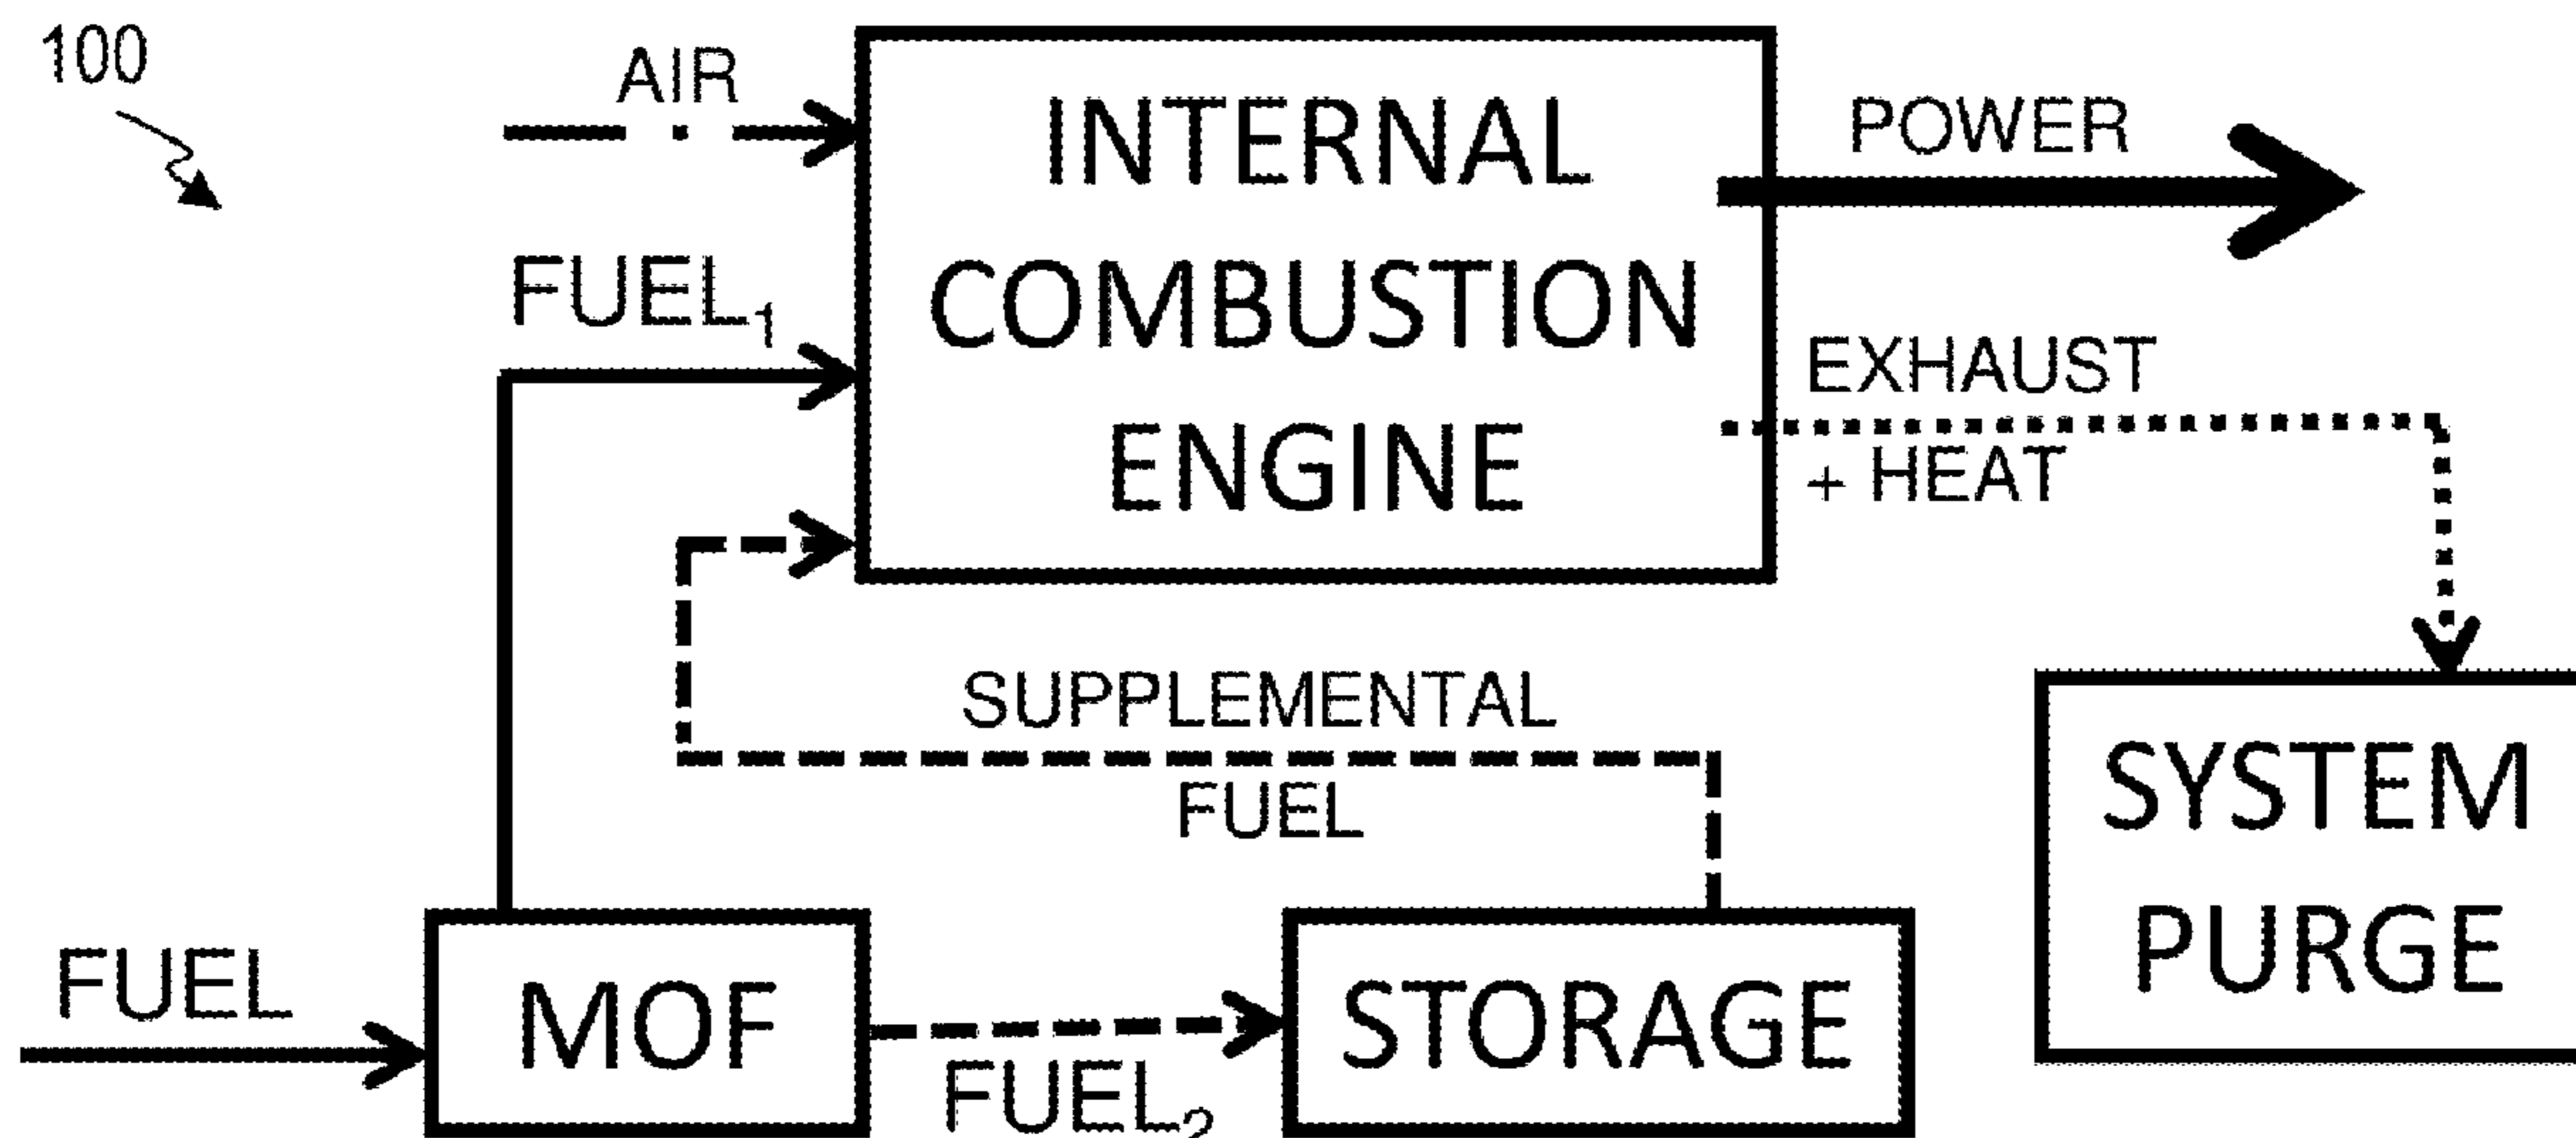 100
AIR
INTERNAL
COMBUSTION
ENGINE
POWER
FUEL₁
EXHAUST
+ HEAT
SUPPLEMENTAL
FUEL
SYSTEM
PURGE
FUEL
MOF
FUEL₂
STORAGE